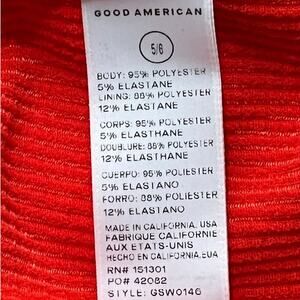 GOOD AMERICAN
5/6
BODY: 95% POLYESTER
5% ELASTANE
LINING: 88% POLYESTER
12% ELASTANE
CORPS: 95% POLYESTER
5% ELASTHANE
DOUBLURE: 88% POLYESTER
12% ELASTHANE
CUERPO: 95% POLIESTER
5% ELASTANO
FORRO: 88% POLIESTER
12% ELASTANO
MADE IN CALIFORNIA, USA
FABRIQUE CALIFORNIE
AUX ETATS-UNIS
HECHO EN CALIFORNIA, EUA
RN# 151301
PO# 42082
STYLE: GSW0146